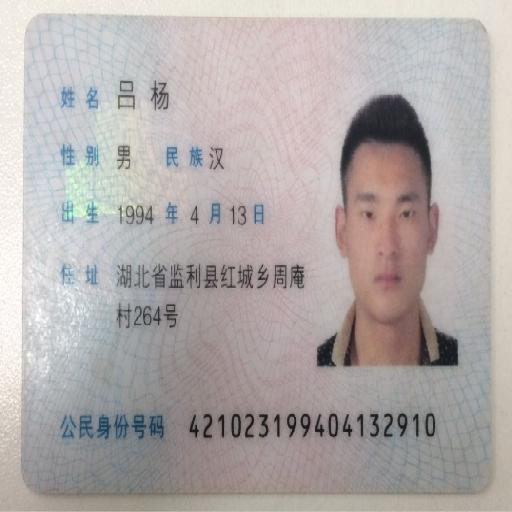 姓名 吕杨
性别 男 民族 汉
出生 1994 年 4 月 13 日
住址 湖北省监利县红城乡周庵
村264号
公民身份号码 421023199404132910